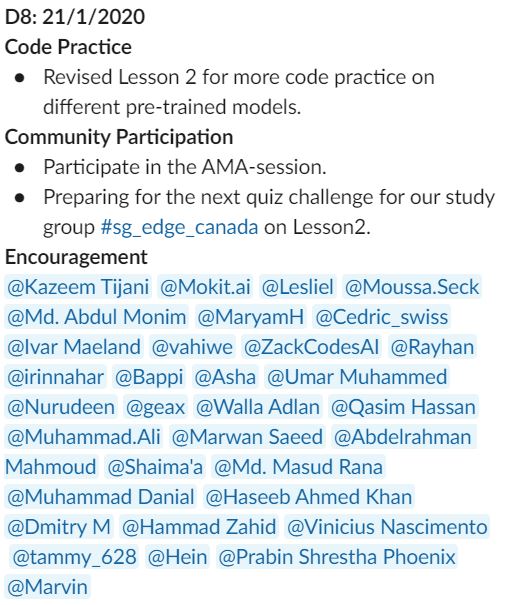 D8: 21/1/2020
Code Practice
● Revised Lesson 2 for more code practice on
different pre-trained models.
Community Participation
● Participate in the AMA-session.
● Preparing for the next quiz challenge for our study
group #sg_edge_canada on Lesson2.
Encouragement
@Kazeem Tijani @Mokit.ai @Lesliel @Moussa.Seck
@Md. Abdul Monim @MaryamH @Cedric_swiss
@Ivar Maeland @vahiwe @ZackCodesAI @Rayhan
@irinnahar @Bappi @Asha @Umar Muhammed
@Nurudeen @geax @Walla Adlan @Qasim Hassan
@Muhammad.Ali @Marwan Saeed @Abdelrahman
Mahmoud @Shaima'a @Md. Masud Rana
@Muhammad Danial @Haseeb Ahmed Khan
@Dmitry M @Hammad Zahid @Vinicius Nascimento
@tammy_628 @Hein @Prabin Shrestha Phoenix
@Marvin